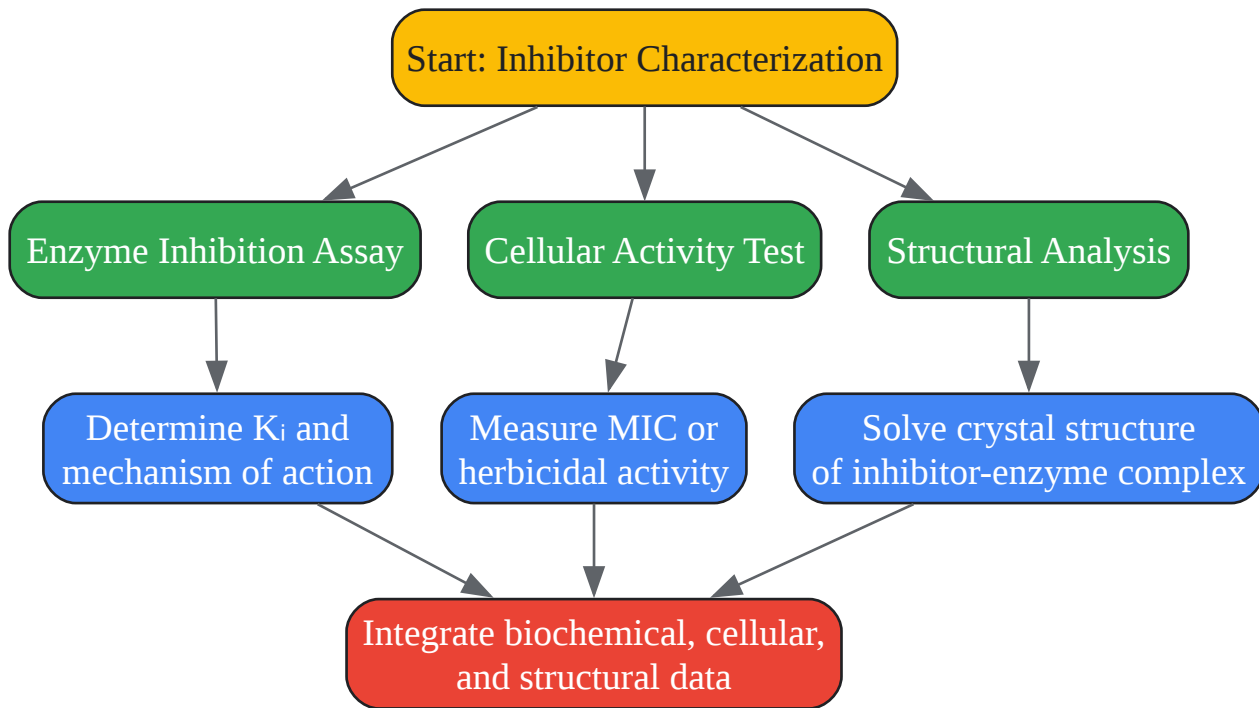 Start: Inhibitor Characterization
Enzyme Inhibition Assay
Cellular Activity Test
Structural Analysis
Determine Kᵢ and
mechanism of action
Measure MIC or
herbicidal activity
Solve crystal structure
of inhibitor-enzyme complex
Integrate biochemical, cellular,
and structural data